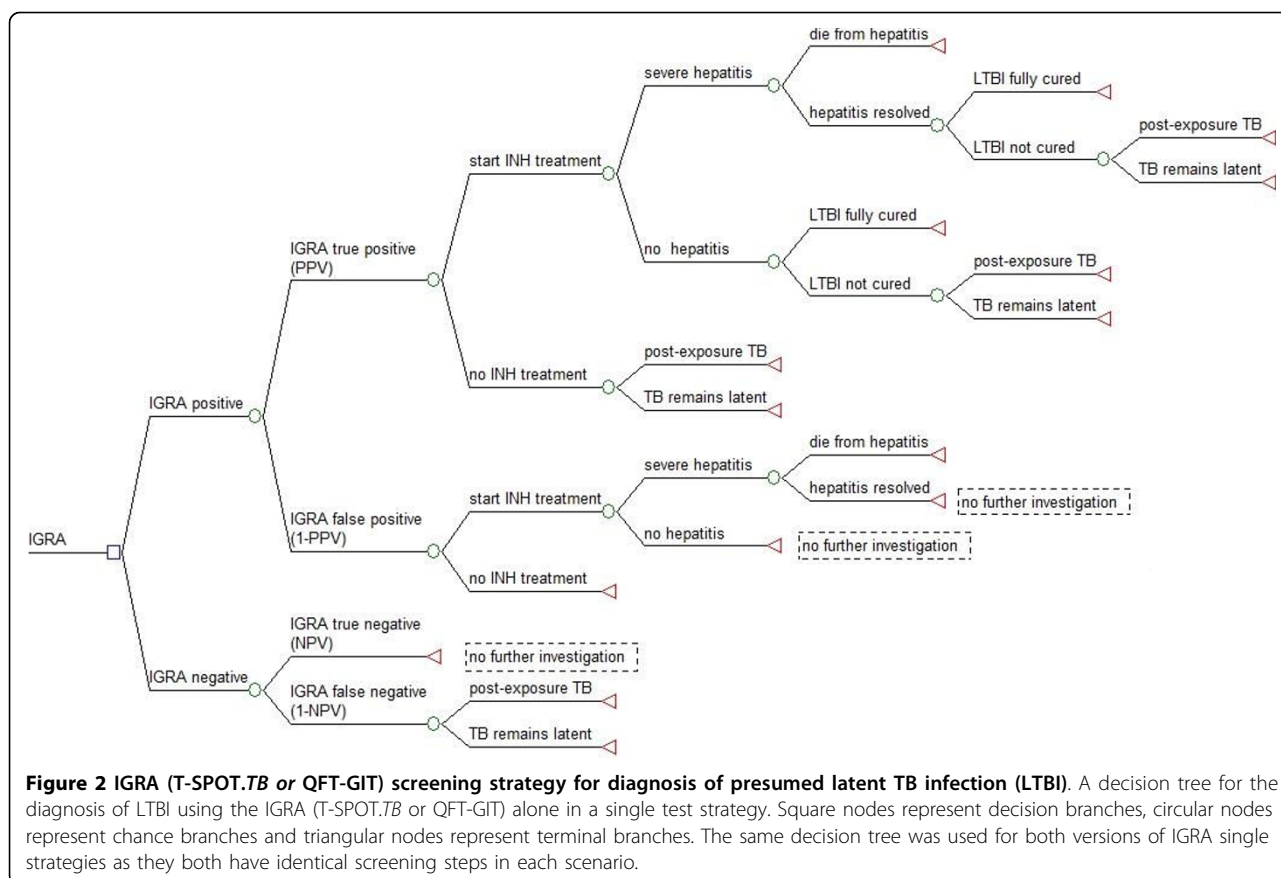 die from hepatitis
severe hepatitis
LTBI fully cured
hepatitis resolved
post-exposure TB
LTBI not cured
start INH treatment
TB remains latent
LTBI fully cured
IGRA true positive
(PPV)
no hepatitis
post-exposure TB
LTBI not cured
TB remains latent
post-exposure TB
no INH treatment
TB remains latent
IGRA positive
die from hepatitis
severe hepatitis
hepatitis resolved
no further investigation
start INH treatment
IGRA false positive
(1-PPV)
no hepatitis
no further investigation
IGRA
no INH treatment
IGRA true negative
(NPV)
no further investigation
IGRA negative
IGRA false negative
(1-NPV)
post-exposure TB
TB remains latent
Figure 2 IGRA (T-SPOT.TB or QFT-GIT) screening strategy for diagnosis of presumed latent TB infection (LTBI). A decision tree for the
diagnosis of LTBI using the IGRA (T-SPOT.TB or QFT-GIT) alone in a single test strategy. Square nodes represent decision branches, circular nodes
represent chance branches and triangular nodes represent terminal branches. The same decision tree was used for both versions of IGRA single
strategies as they both have identical screening steps in each scenario.